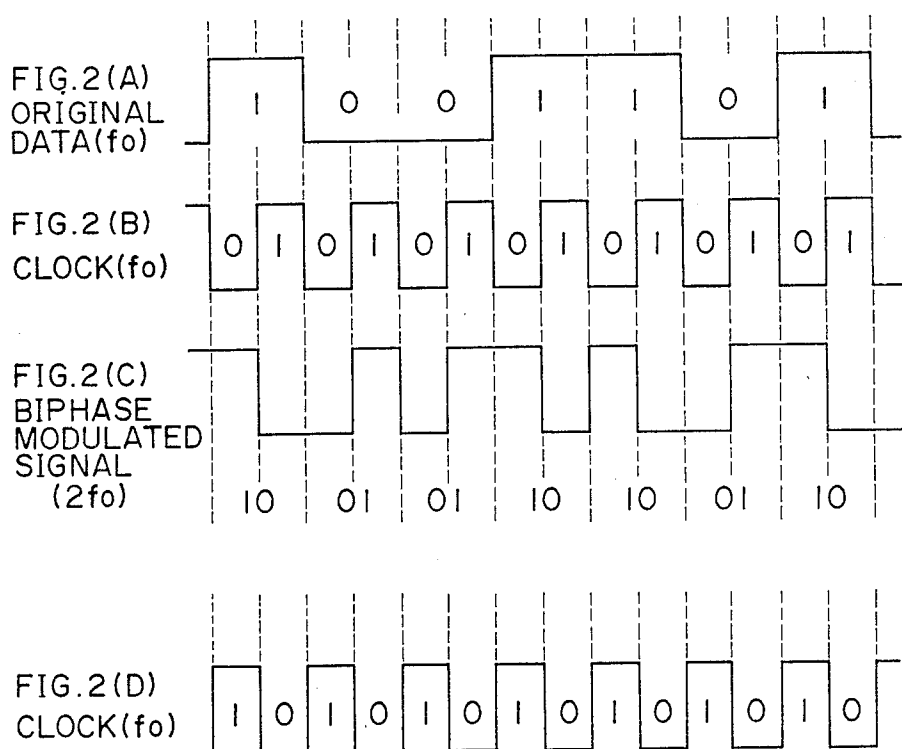 FIG.2(A)
ORIGINAL
DATA(fo)
1 0 0 1 1 0 1
FIG.2(B)
CLOCK(fo)
0 1 0 1 0 1 0 1 0 1 0 1 0 1
FIG.2(C)
BIPHASE
MODULATED
SIGNAL
(2fo)
10 01 01 10 10 01 10
FIG.2(D)
CLOCK(fo)
1 0 1 0 1 0 1 0 1 0 1 0 1 0